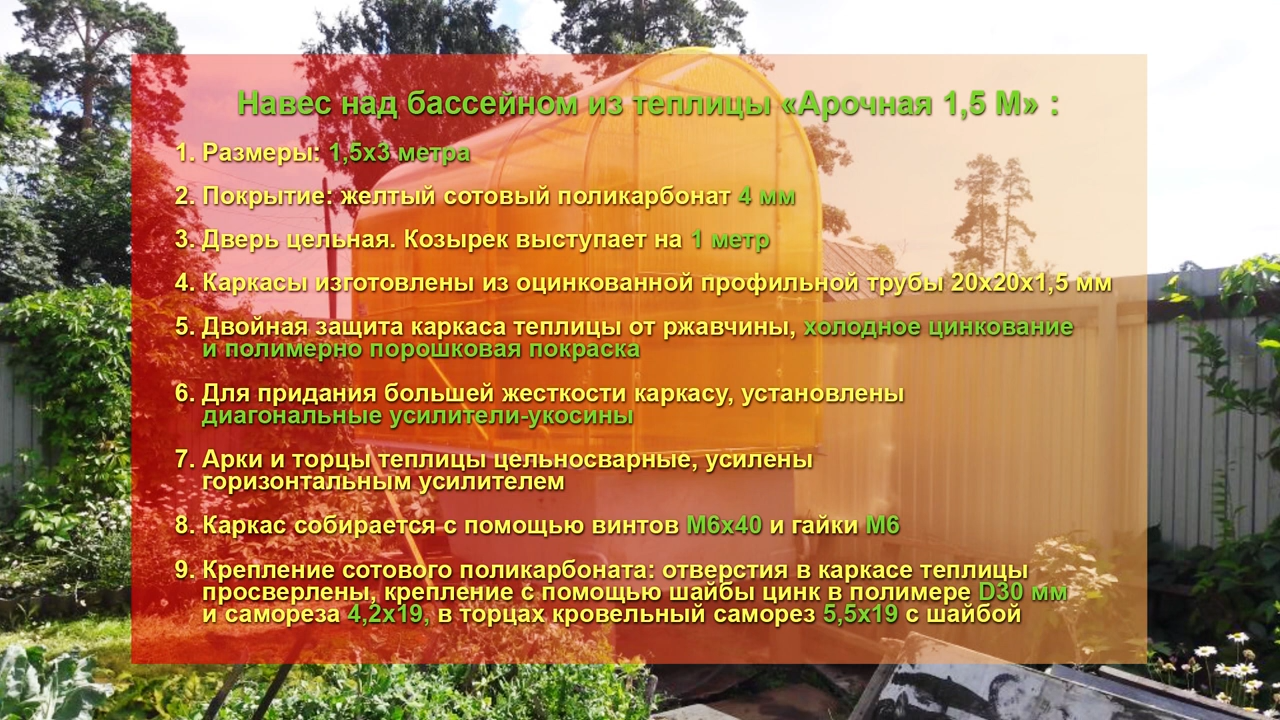 Навес над бассейном из теплицы «Арочная 1,5 М» :
1. Размеры: 1,5х3 метра
2. Покрытие: желтый сотовый поликарбонат 4 мм
3. Дверь цельная. Козырек выступает на 1 метр
4. Каркасы изготовлены из оцинкованной профильной трубы 20х20х1,5 мм
5. Двойная защита каркаса теплицы от ржавчины, холодное цинкование
и полимерно порошковая покраска
6. Для придания большей жесткости каркасу, установлены
диагональные усилители-укосины
7. Арки и торцы теплицы цельносварные, усилены
горизонтальным усилителем
8. Каркас собирается с помощью винтов М6х40 и гайки М6
9. Крепление сотового поликарбоната: отверстия в каркасе теплицы
просверлены, крепление с помощью шайбы цинк в полимере D30 мм
и самореза 4,2х19, в торцах кровельный саморез 5,5х19 с шайбой